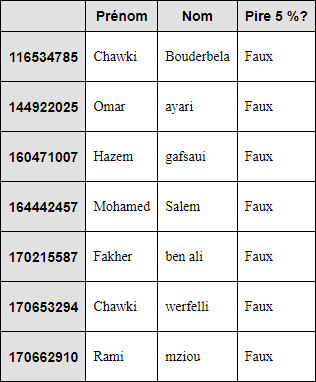 Prénom Nom Pire 5 %?
116534785 Chawki Bouderbela Faux
144922025 Omar ayari Faux
160471007 Hazem gafsaui Faux
164442457 Mohamed Salem Faux
170215587 Fakher ben ali Faux
170653294 Chawki werfelli Faux
170662910 Rami mziou Faux